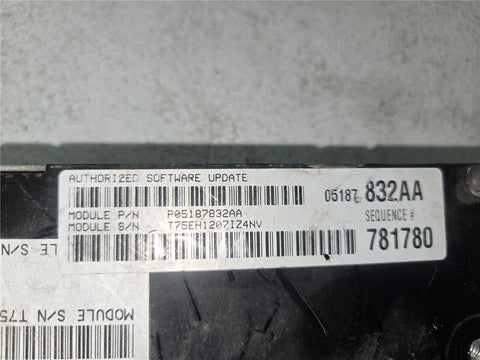 AUTHORIZED SOFTWARE UPDATE
05187 832AA
MODULE P/N P05187832AA
SEQUENCE #
MODULE S/N T75EH1207IZ4NV
781780
LE S/N
MODULE S/N T75